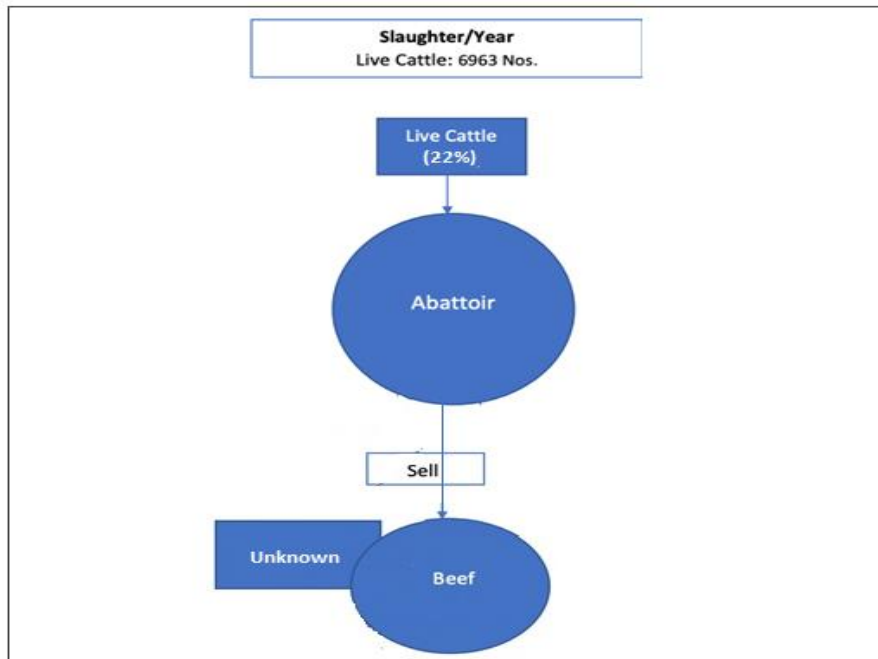 Slaughter/Year
Live Cattle: 6963 Nos.
Live Cattle
(22%)
Abattoir
Sell
Unknown
Beef